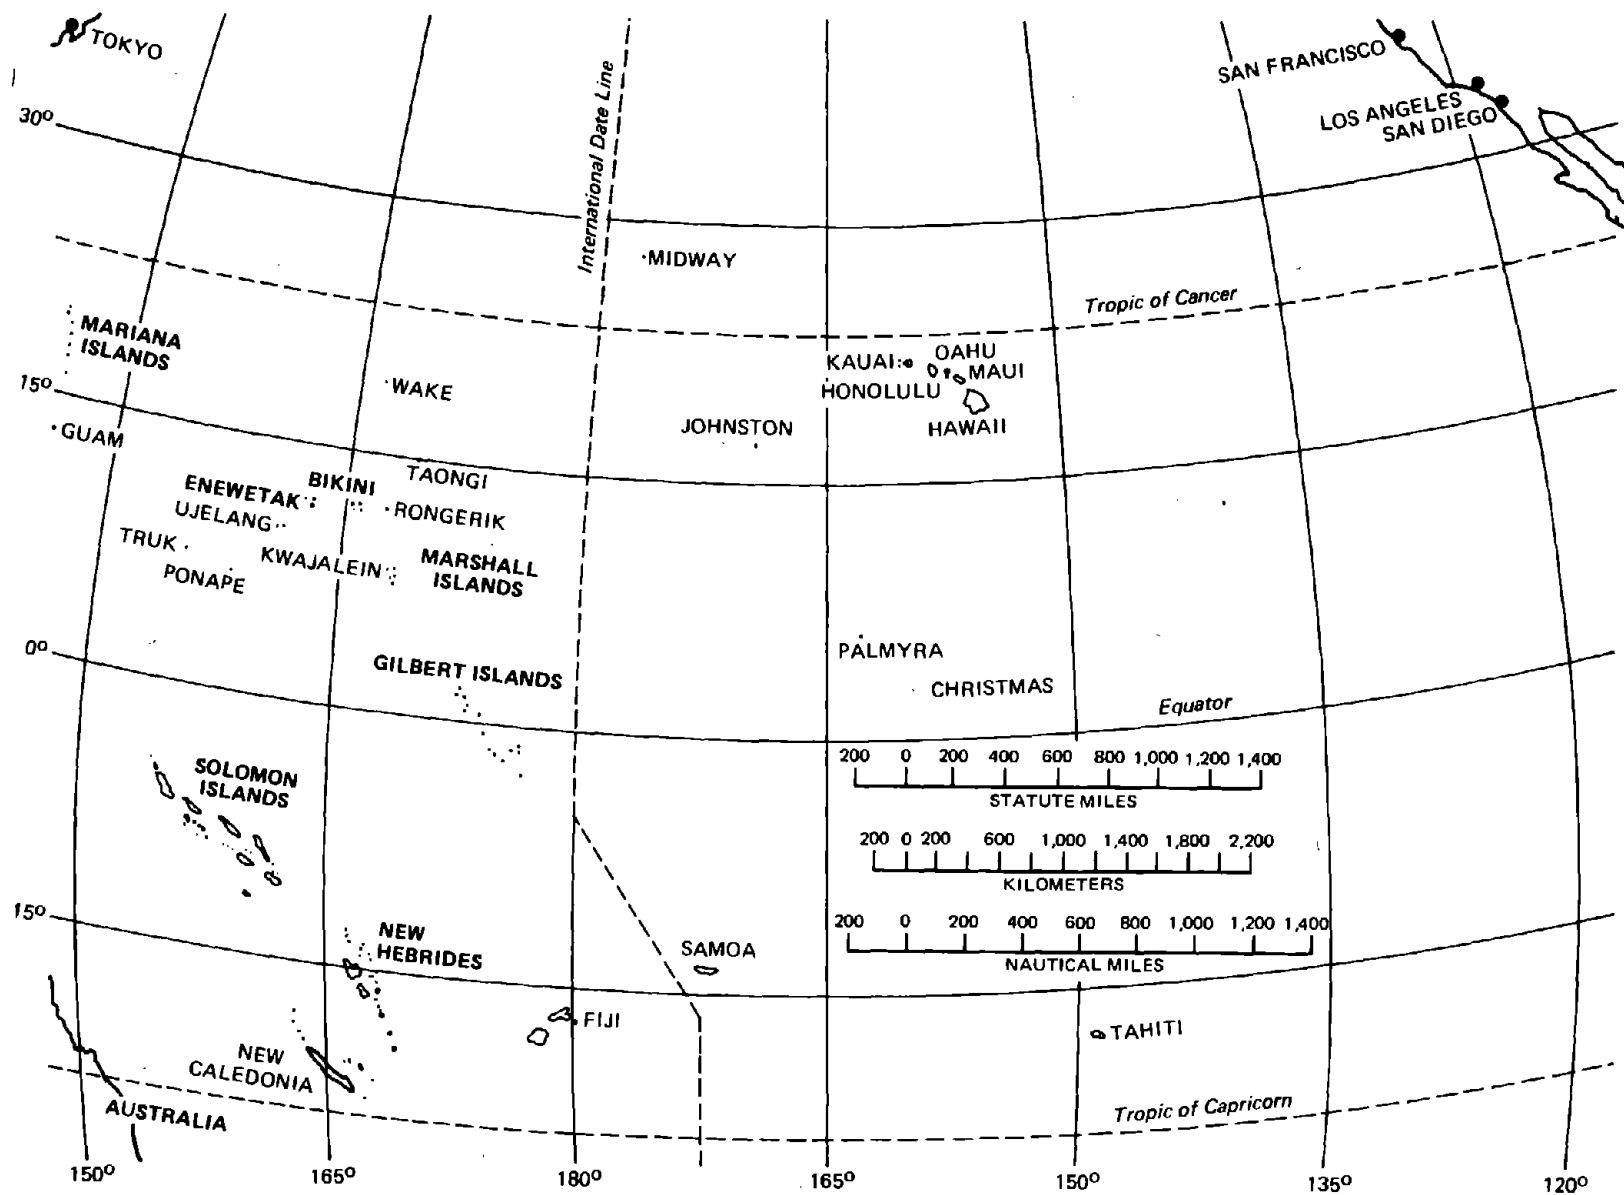 TOKYO
SAN FRANCISCO
LOS ANGELES
SAN DIEGO
30°
International Date Line
MIDWAY
Tropic of Cancer
MARIANA
ISLANDS
KAUAI
OAHU
MAUI
HONOLULU
HAWAII
15°
WAKE
GUAM
JOHNSTON
TAONGI
BIKINI
ENEWETAK
RONGERIK
UJELANG
TRUK
KWAJALEIN
MARSHALL
ISLANDS
PONAPE
0°
PALMYRA
GILBERT ISLANDS
CHRISTMAS
Equator
200 0 200 400 600 800 1,000 1,200 1,400
STATUTE MILES
SOLOMON
ISLANDS
200 0 200 600 1,000 1,400 1,800 2,200
KILOMETERS
15°
200 0 200 400 600 800 1,000 1,200 1,400
NAUTICAL MILES
NEW
HEBRIDES
SAMOA
FIJI
TAHITI
NEW
CALEDONIA
AUSTRALIA
Tropic of Capricorn
150° 165° 180° 165° 150° 135° 120°